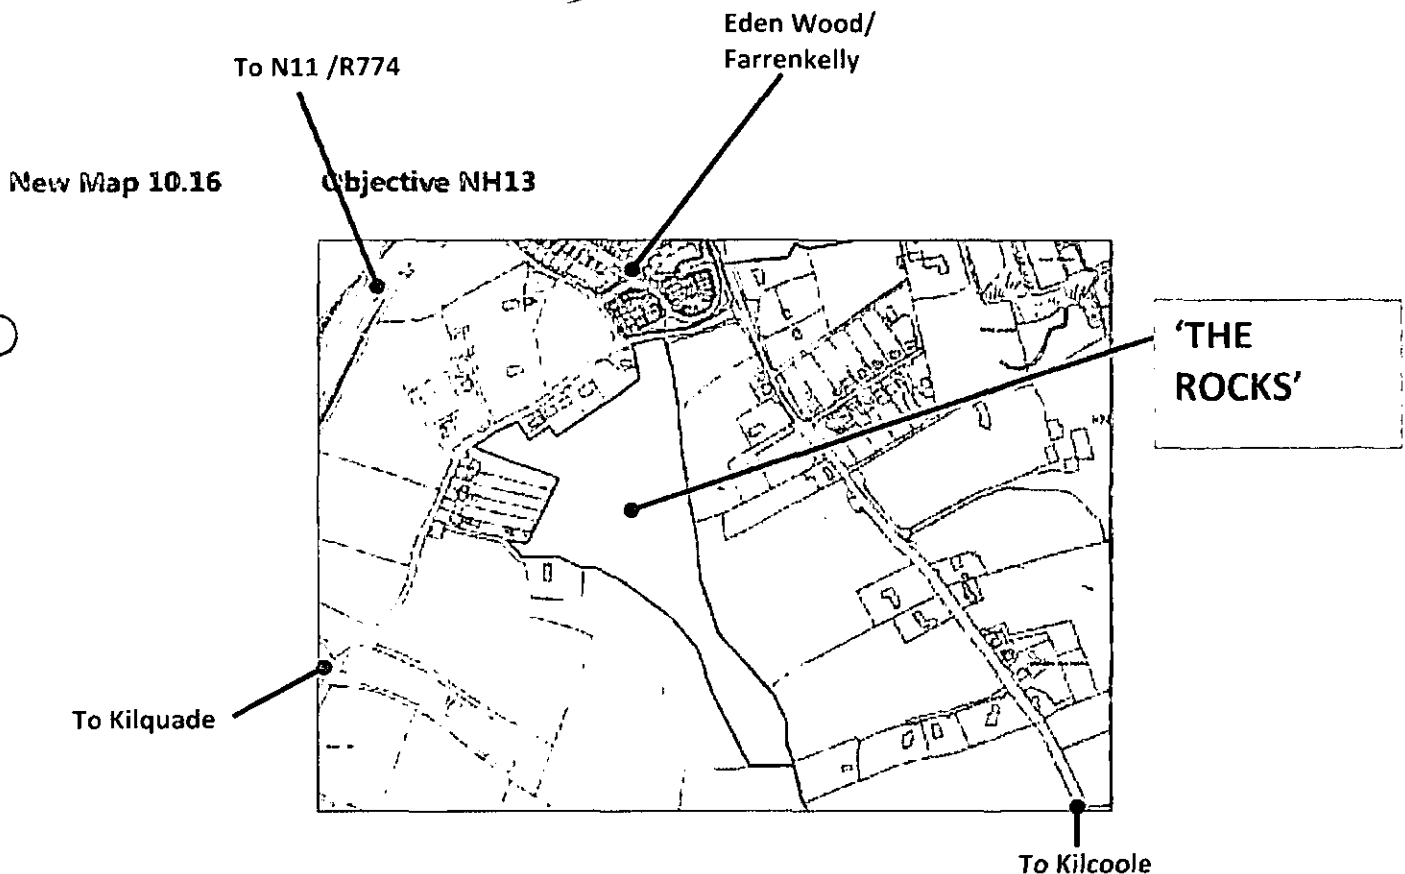 Eden Wood/
Farrenkelly
To N11 /R774
New Map 10.16 Objective NH13
‘THE
ROCKS’
To Kilquade
To Kilcoole